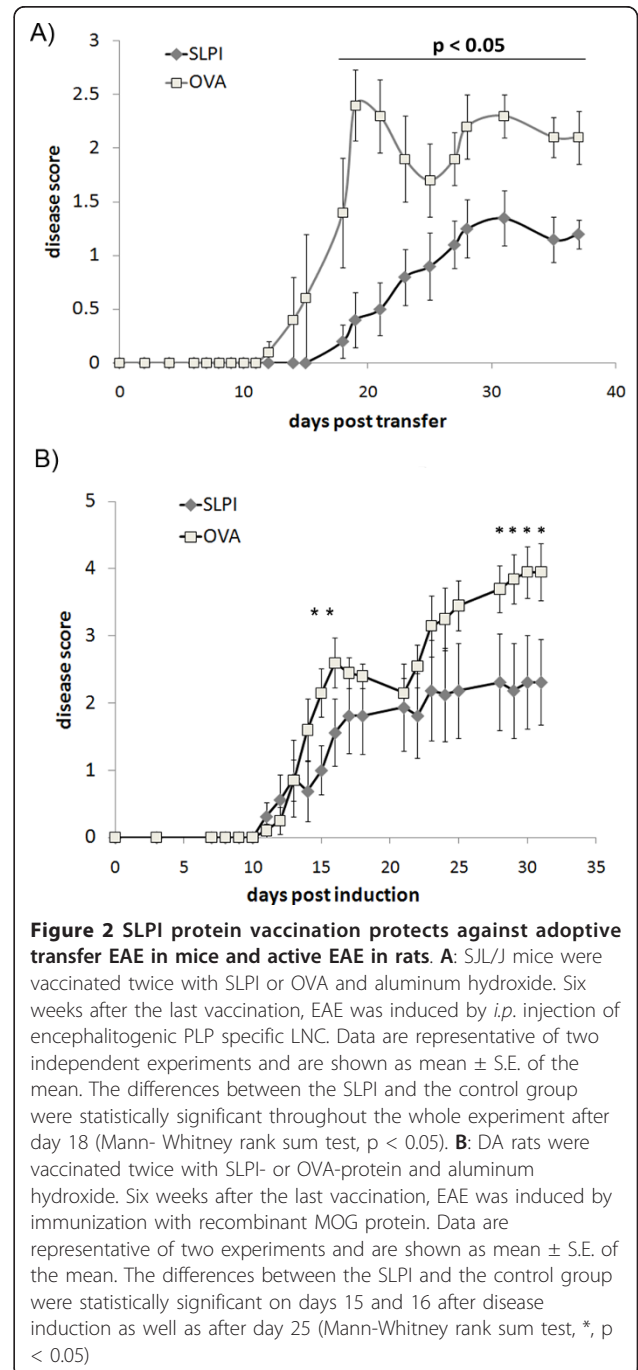 A)
3
2.5
2
1.5
1
0.5
0
disease score
SLPI
OVA
p < 0.05
0 10 20 30 40
days post transfer
B)
5
4
3
2
1
0
disease score
SLPI
OVA
* *
* * * *
0 5 10 15 20 25 30 35
days post induction
Figure 2 SLPI protein vaccination protects against adoptive
transfer EAE in mice and active EAE in rats. A: SJL/J mice were
vaccinated twice with SLPI or OVA and aluminum hydroxide. Six
weeks after the last vaccination, EAE was induced by i.p. injection of
encephalitogenic PLP specific LNC. Data are representative of two
independent experiments and are shown as mean ± S.E. of the
mean. The differences between the SLPI and the control group
were statistically significant throughout the whole experiment after
day 18 (Mann- Whitney rank sum test, p < 0.05). B: DA rats were
vaccinated twice with SLPI- or OVA-protein and aluminum
hydroxide. Six weeks after the last vaccination, EAE was induced by
immunization with recombinant MOG protein. Data are
representative of two experiments and are shown as mean ± S.E. of
the mean. The differences between the SLPI and the control group
were statistically significant on days 15 and 16 after disease
induction as well as after day 25 (Mann-Whitney rank sum test, *, p
< 0.05)